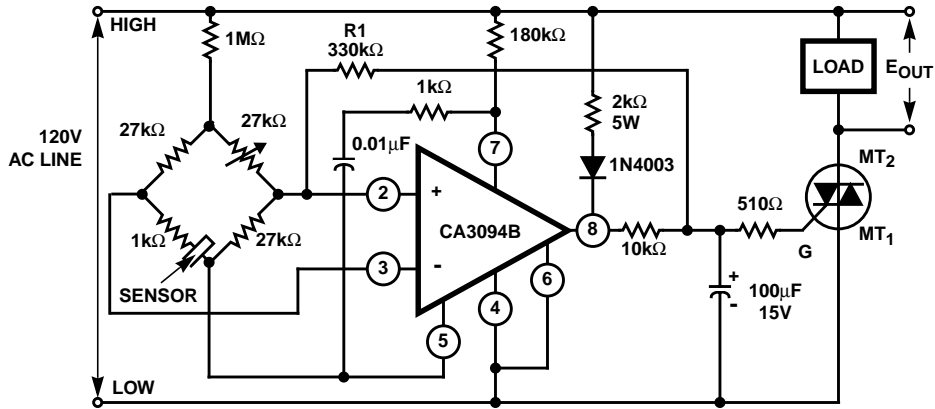 HIGH
R1
330kΩ
180kΩ
1MΩ
1kΩ
LOAD
EOUT
27kΩ
27kΩ
2kΩ
5W
120V
AC LINE
0.01μF
7
1N4003
MT2
2
+
CA3094B
8
510Ω
MT1
1kΩ
27kΩ
10kΩ
G
3
-
SENSOR
6
4
5
+
-
100μF
15V
LOW